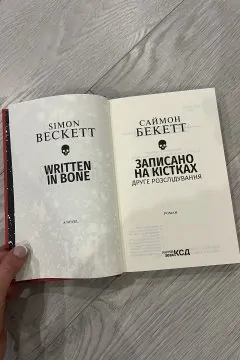 SIMON
BECKETT
WRITTEN
IN BONE
A NOVEL
САЙМОН
БЕКЕТТ
ЗАПИСАНО
НА КІСТКАХ
ДРУГЕ РОЗСЛІДУВАННЯ
РОМАН
КСД